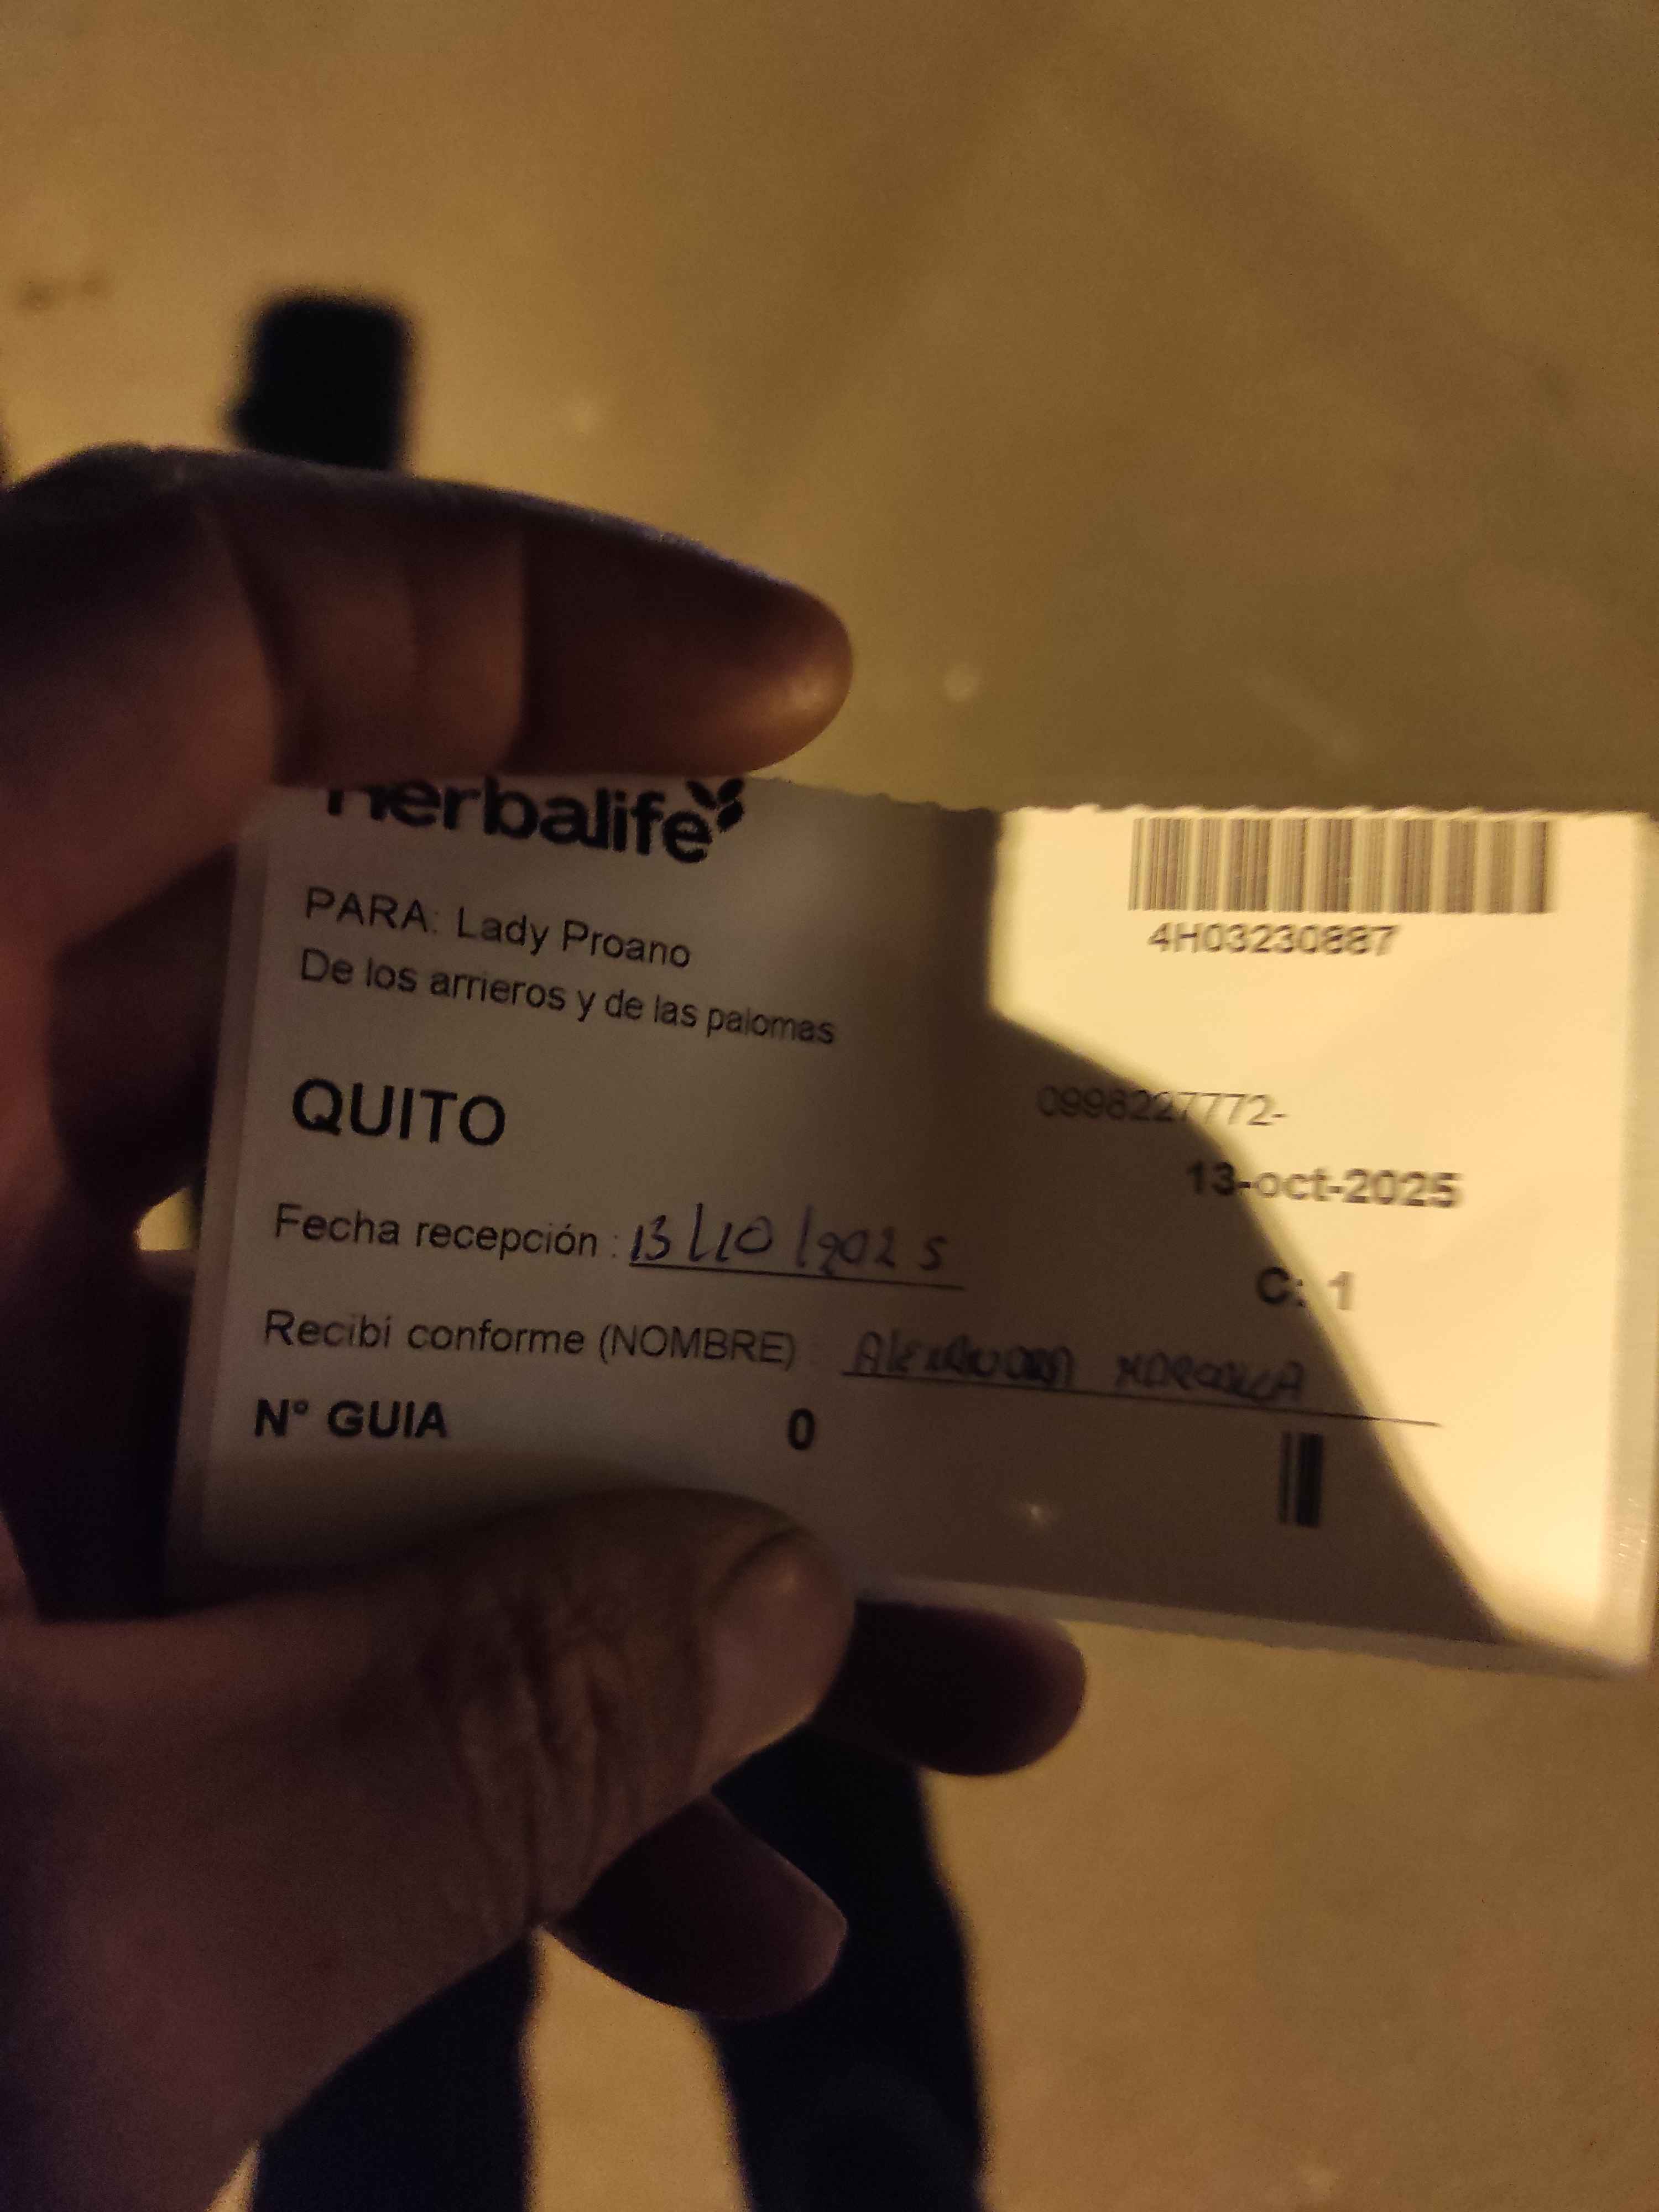 Herbalife
4H03230887
PARA: Lady Proano
De los arrieros y de las palomas
QUITO
0998227772-
13-oct-2025
Fecha recepción : 13/10/2025
C: 1
Recibí conforme (NOMBRE) :
N° GUIA 0